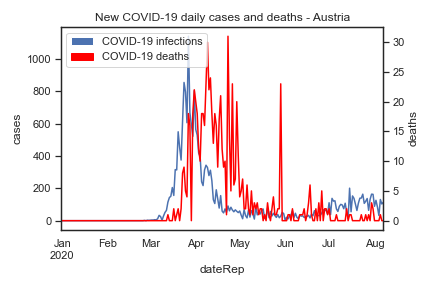 New COVID-19 daily cases and deaths - Austria
COVID-19 infections
COVID-19 deaths
1000
800
600
400
200
0
cases
30
25
20
15
10
5
0
deaths
Jan Feb Mar Apr May Jun Jul Aug
2020
dateRep